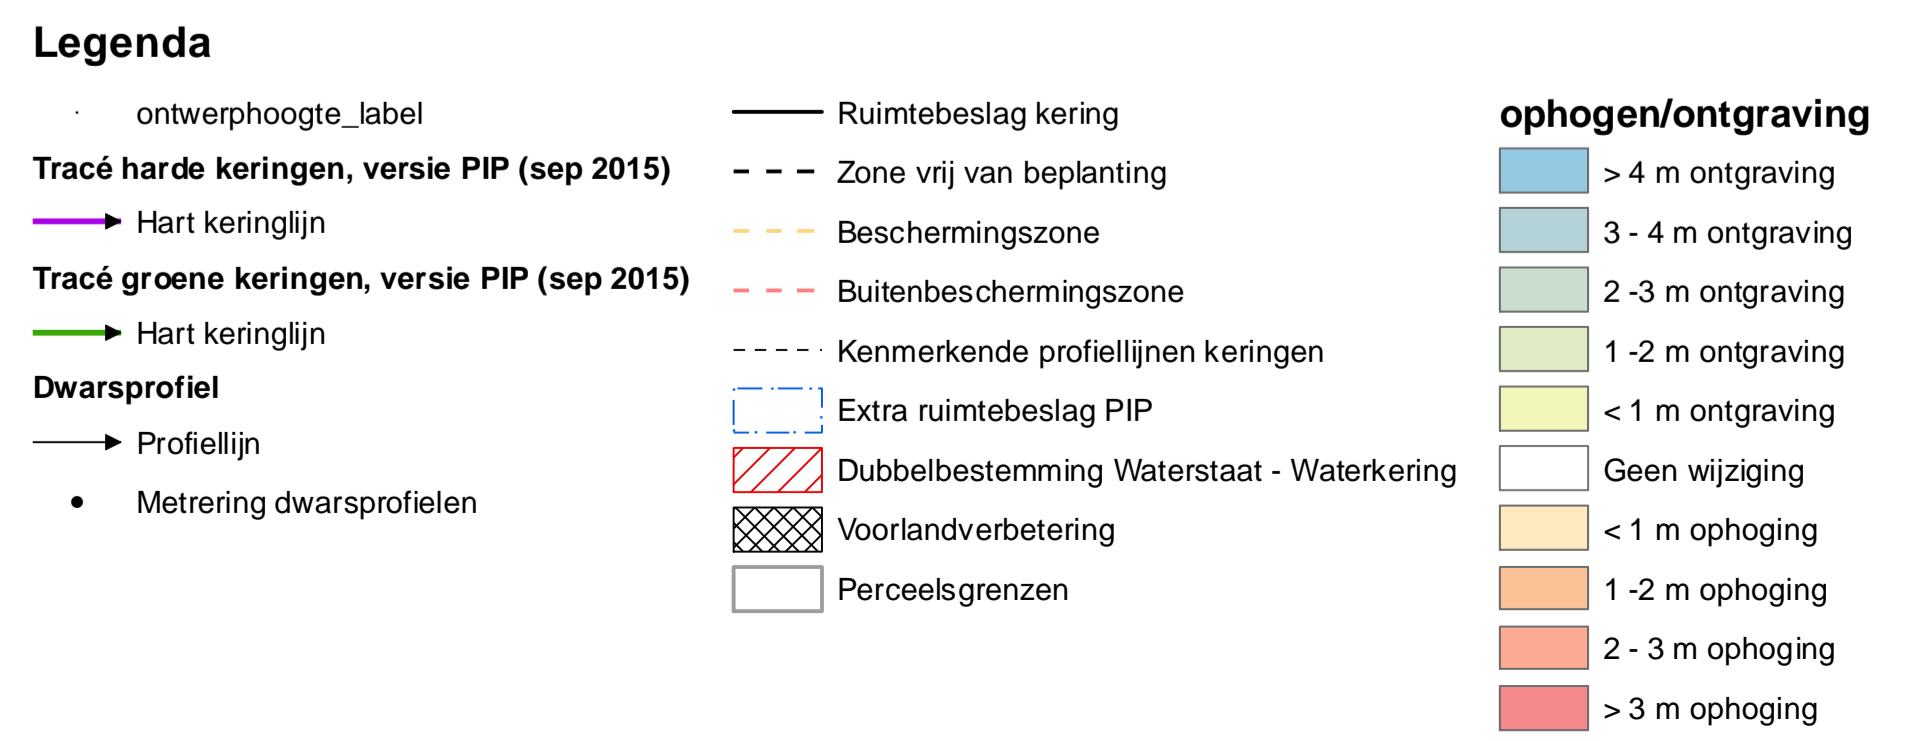 Legenda
ontwerphoogte_label
Tracé harde keringen, versie PIP (sep 2015)
Hart keringlijn
Tracé groene keringen, versie PIP (sep 2015)
Hart keringlijn
Dwarsprofiel
Profiellijn
Metrering dwarsprofielen
Ruimtebeslag kering
Zone vrij van beplanting
Beschermingszone
Buitenbeschermingszone
Kenmerkende profiellijnen keringen
Extra ruimtebeslag PIP
Dubbelbestemming Waterstaat - Waterkering
Voorlandverbetering
Perceelsgrenzen
ophogen/ontgraving
> 4 m ontgraving
3 - 4 m ontgraving
2 -3 m ontgraving
1 -2 m ontgraving
< 1 m ontgraving
Geen wijziging
< 1 m ophoging
1 -2 m ophoging
2 - 3 m ophoging
> 3 m ophoging